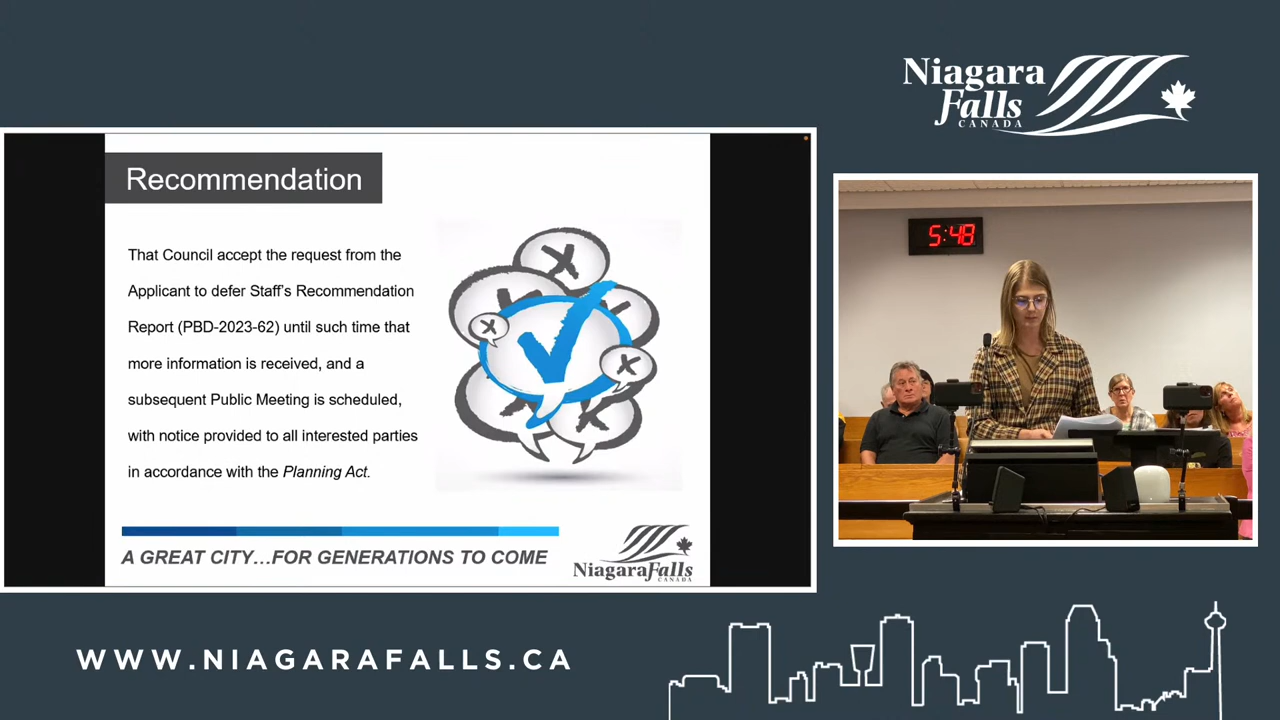 Niagara
Falls
CANADA
Recommendation
That Council accept the request from the
Applicant to defer Staff's Recommendation
Report (PBD-2023-62) until such time that
more information is received, and a
subsequent Public Meeting is scheduled,
with notice provided to all interested parties
in accordance with the Planning Act.
A GREAT CITY...FOR GENERATIONS TO COME
NiagaraFalls
CANADA
5:48
WWW.NIAGARAFALLS.CA